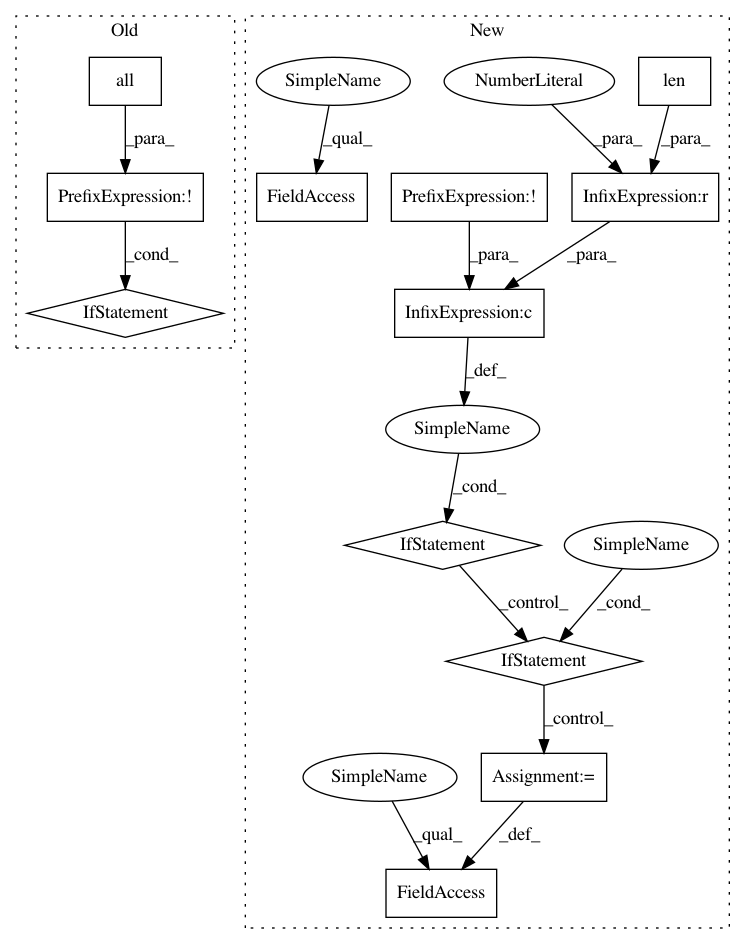 Old
New
all
SimpleName
NumberLiteral
len
_para_
_qual_
_para_
_para_
PrefixExpression:!
FieldAccess
PrefixExpression:!
InfixExpression:r
_cond_
_para_
_para_
IfStatement
InfixExpression:c
_def_
SimpleName
_cond_
IfStatement
SimpleName
_control_
_cond_
IfStatement
_control_
SimpleName
Assignment:=
_qual_
_def_
FieldAccess